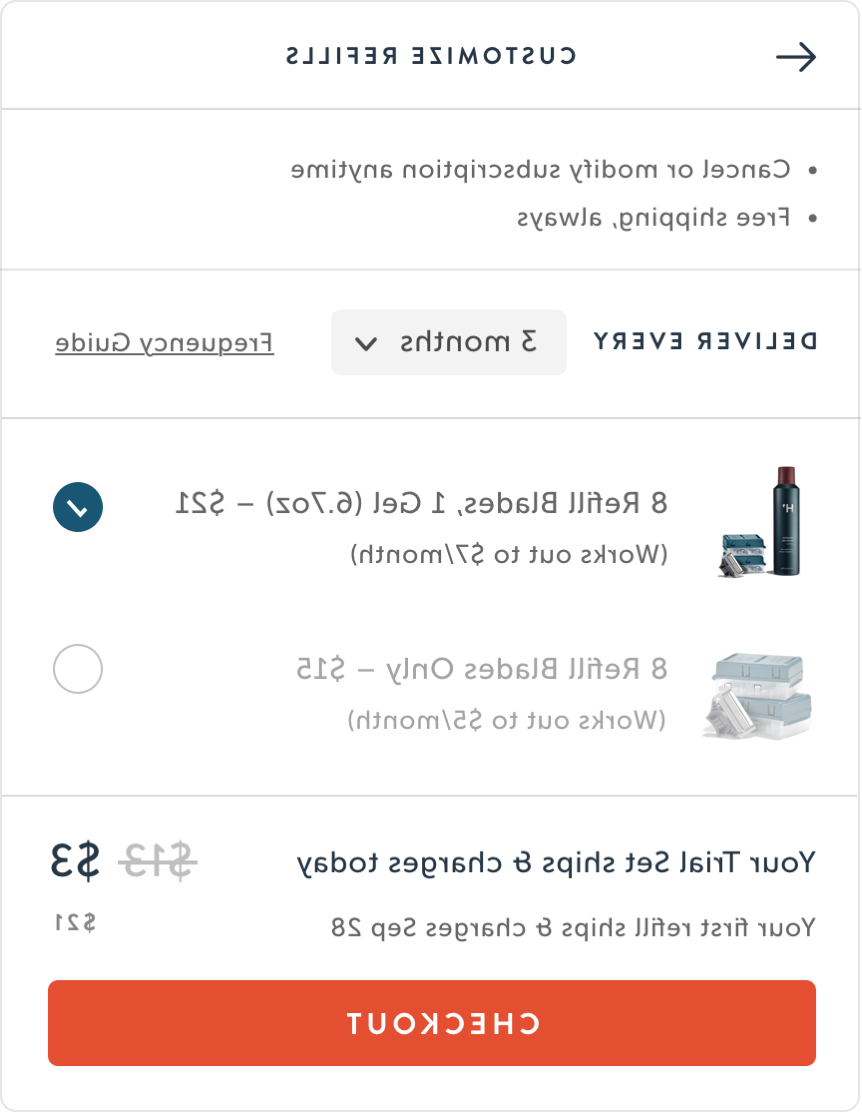 CUSTOMIZE REFILLS
• Cancel or modify subscription anytime
• Free shipping, always
DELIVER EVERY 3 months Frequency Guide
8 Refill Blades, 1 Gel (6.7oz) – $21
(Works out to $7/month)
8 Refill Blades Only – $15
(Works out to $5/month)
Your Trial Set ships & charges today $13 $3
Your first refill ships & charges Sep 28 $21
CHECKOUT